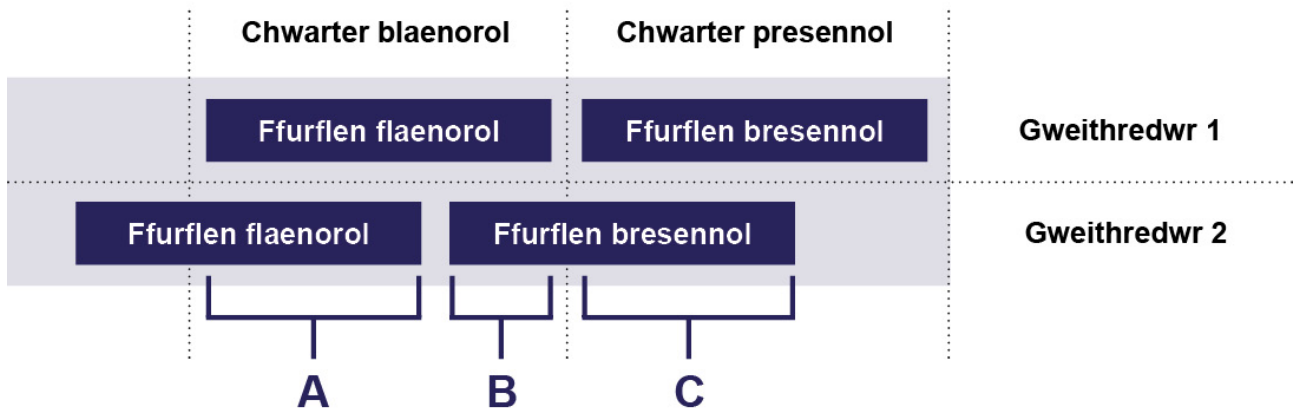 Chwarter blaenorol
Chwarter presennol
Ffurflen flaenorol
Ffurflen bresennol
Gweithredwr 1
Ffurflen flaenorol
Ffurflen bresennol
Gweithredwr 2
A
B
C